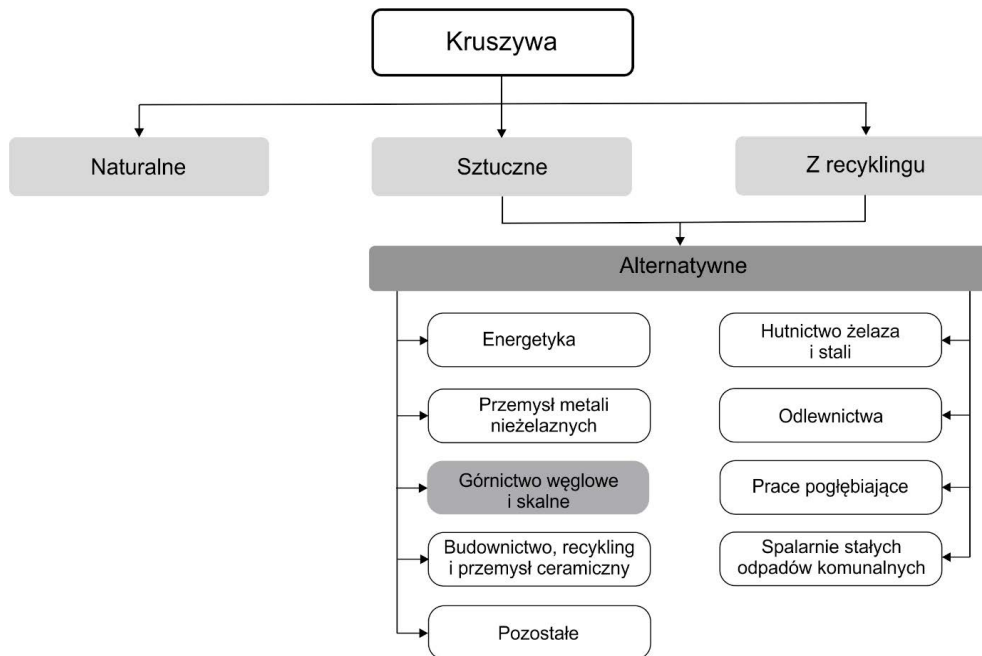 Kruszywa
Naturalne
Sztuczne
Z recyklingu
Alternatywne
Energetyka
Przemysł metali
nieżelaznych
Górnictwo węglowe
i skalne
Budownictwo, recykling
i przemysł ceramiczny
Pozostałe
Hutnictwo żelaza
i stali
Odlewnictwa
Prace pogłębiające
Spalarnie stałych
odpadów komunalnych